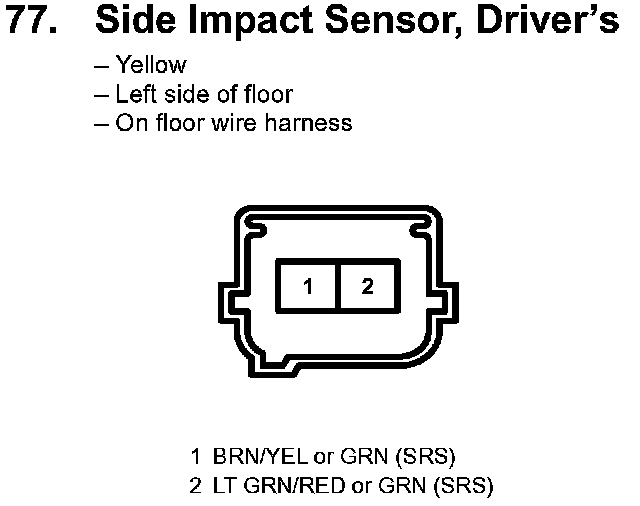 77. Side Impact Sensor, Driver's
– Yellow
– Left side of floor
– On floor wire harness
1 2
1 BRN/YEL or GRN (SRS)
2 LT GRN/RED or GRN (SRS)